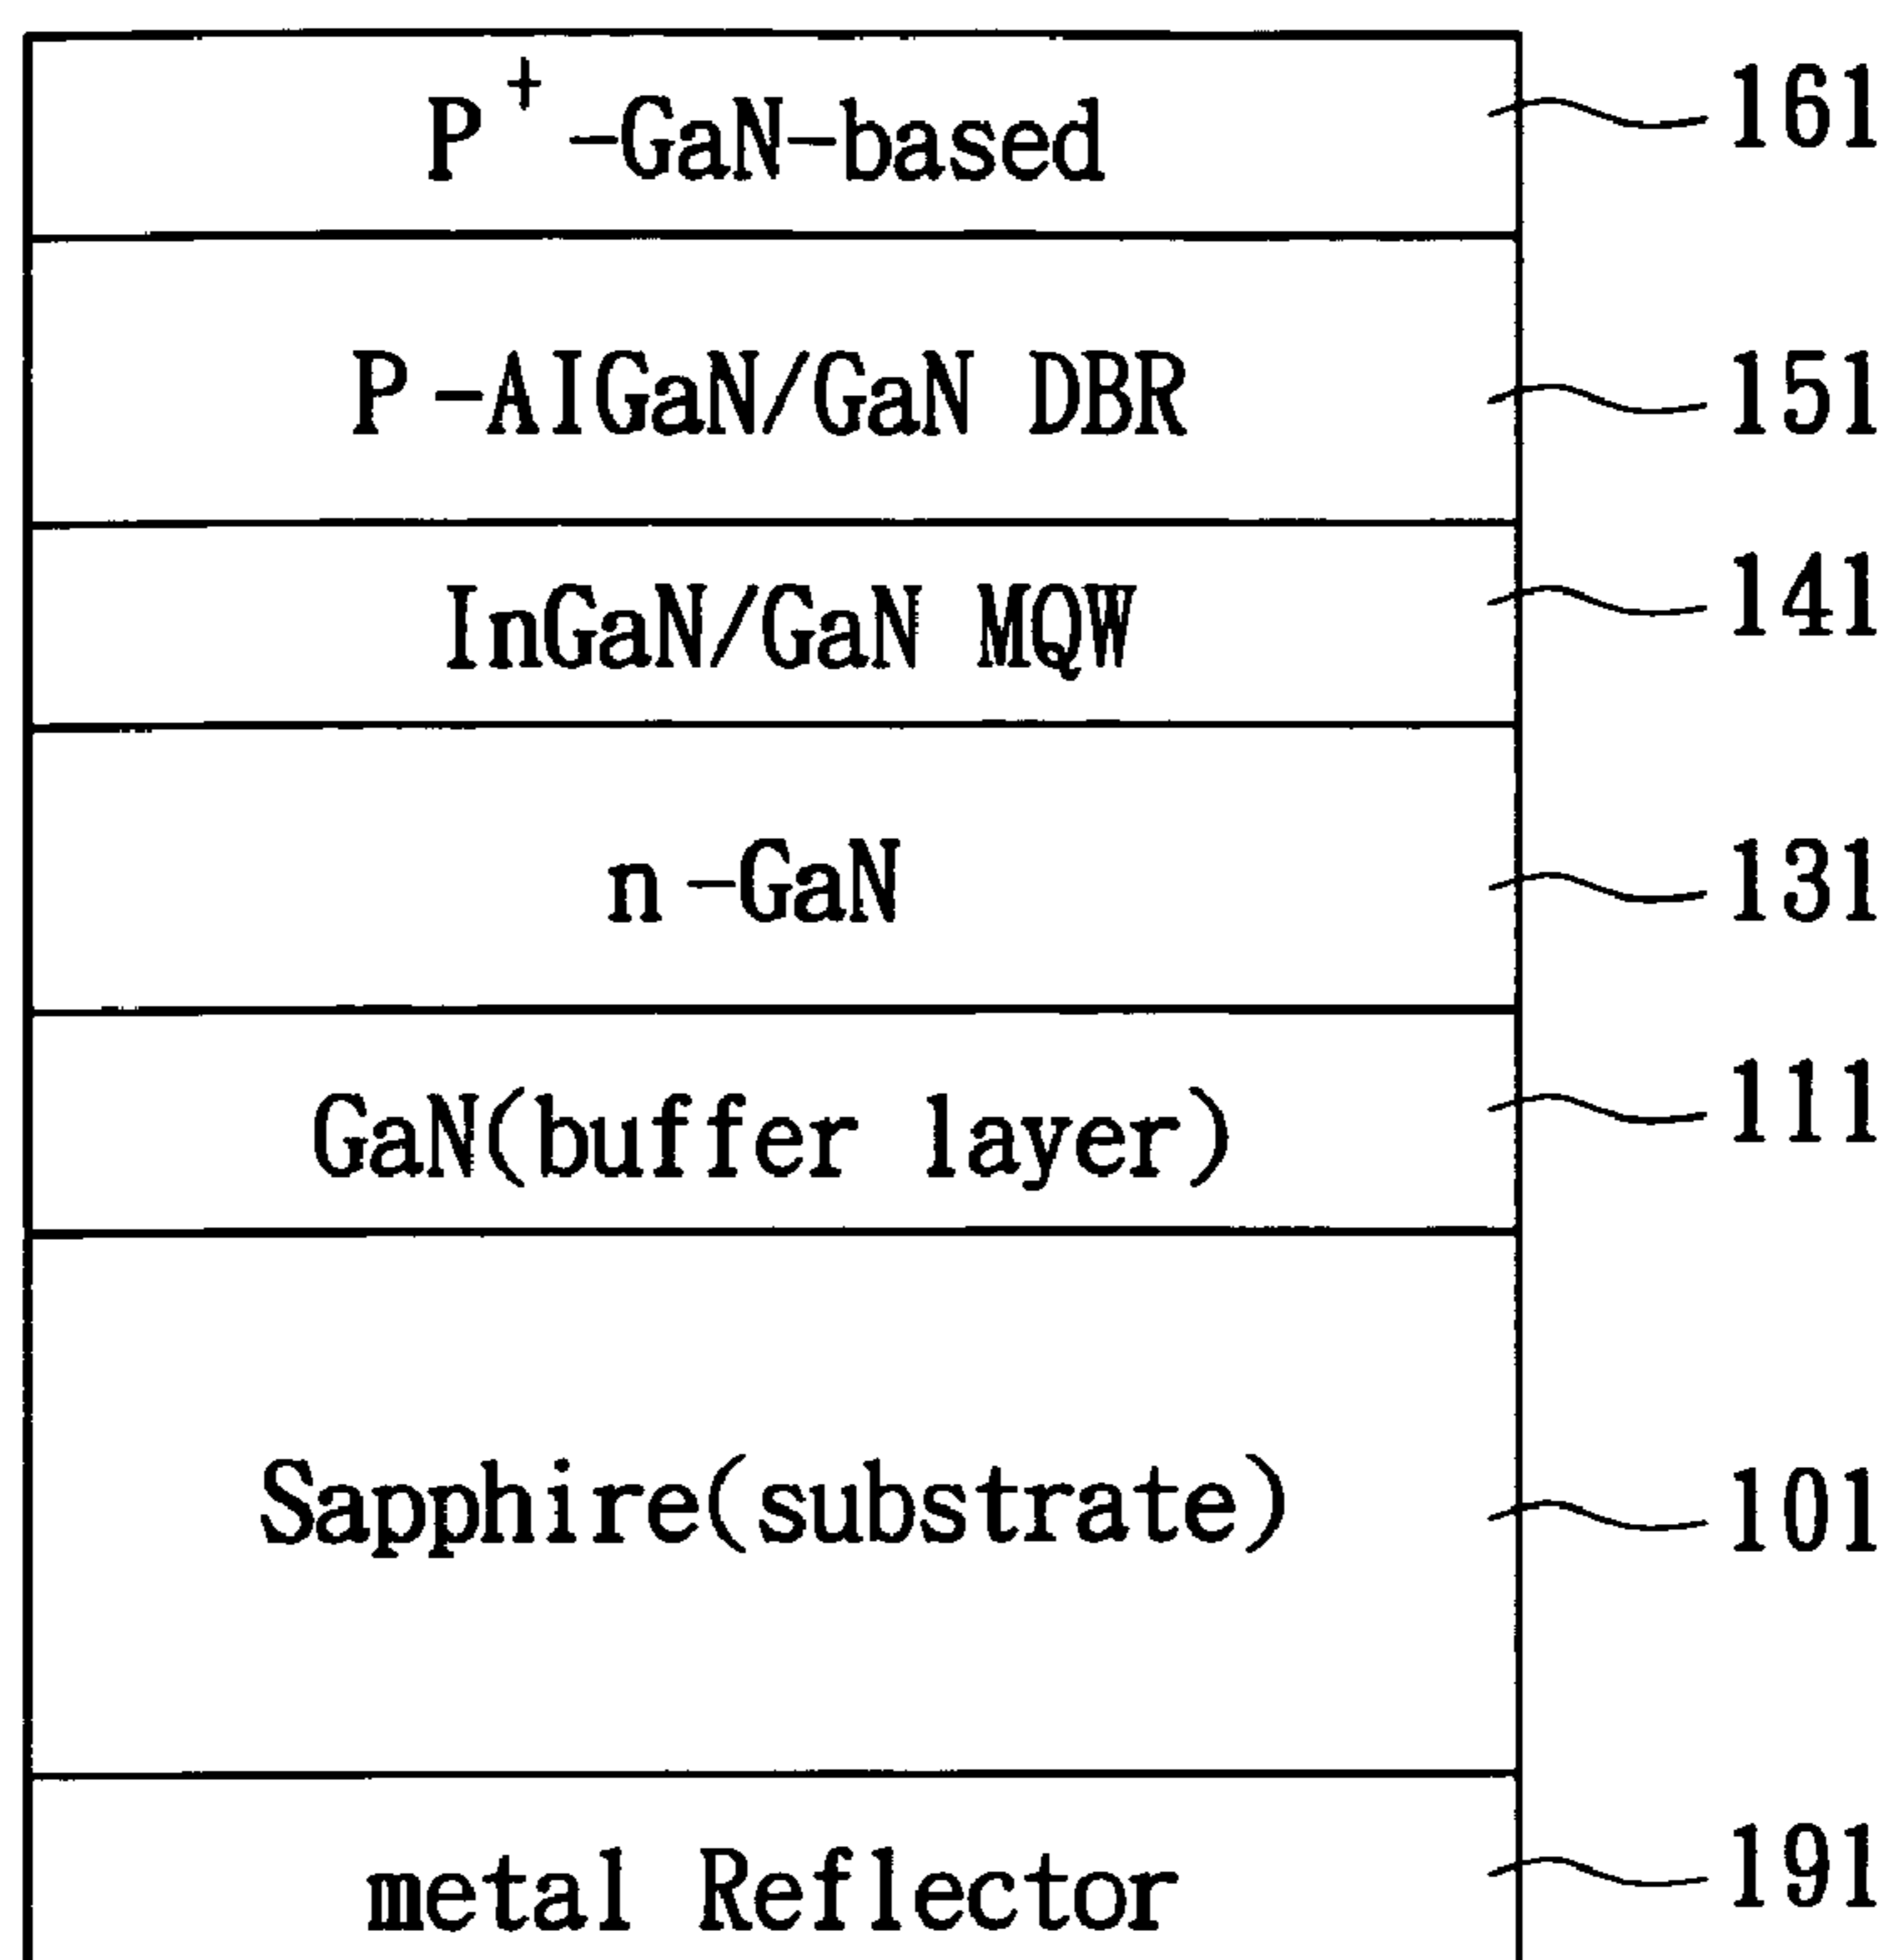 P+-GaN-based 161
P-AlGaN/GaN DBR 151
InGaN/GaN MQW 141
n-GaN 131
GaN(buffer layer) 111
Sapphire(substrate) 101
metal Reflector 191